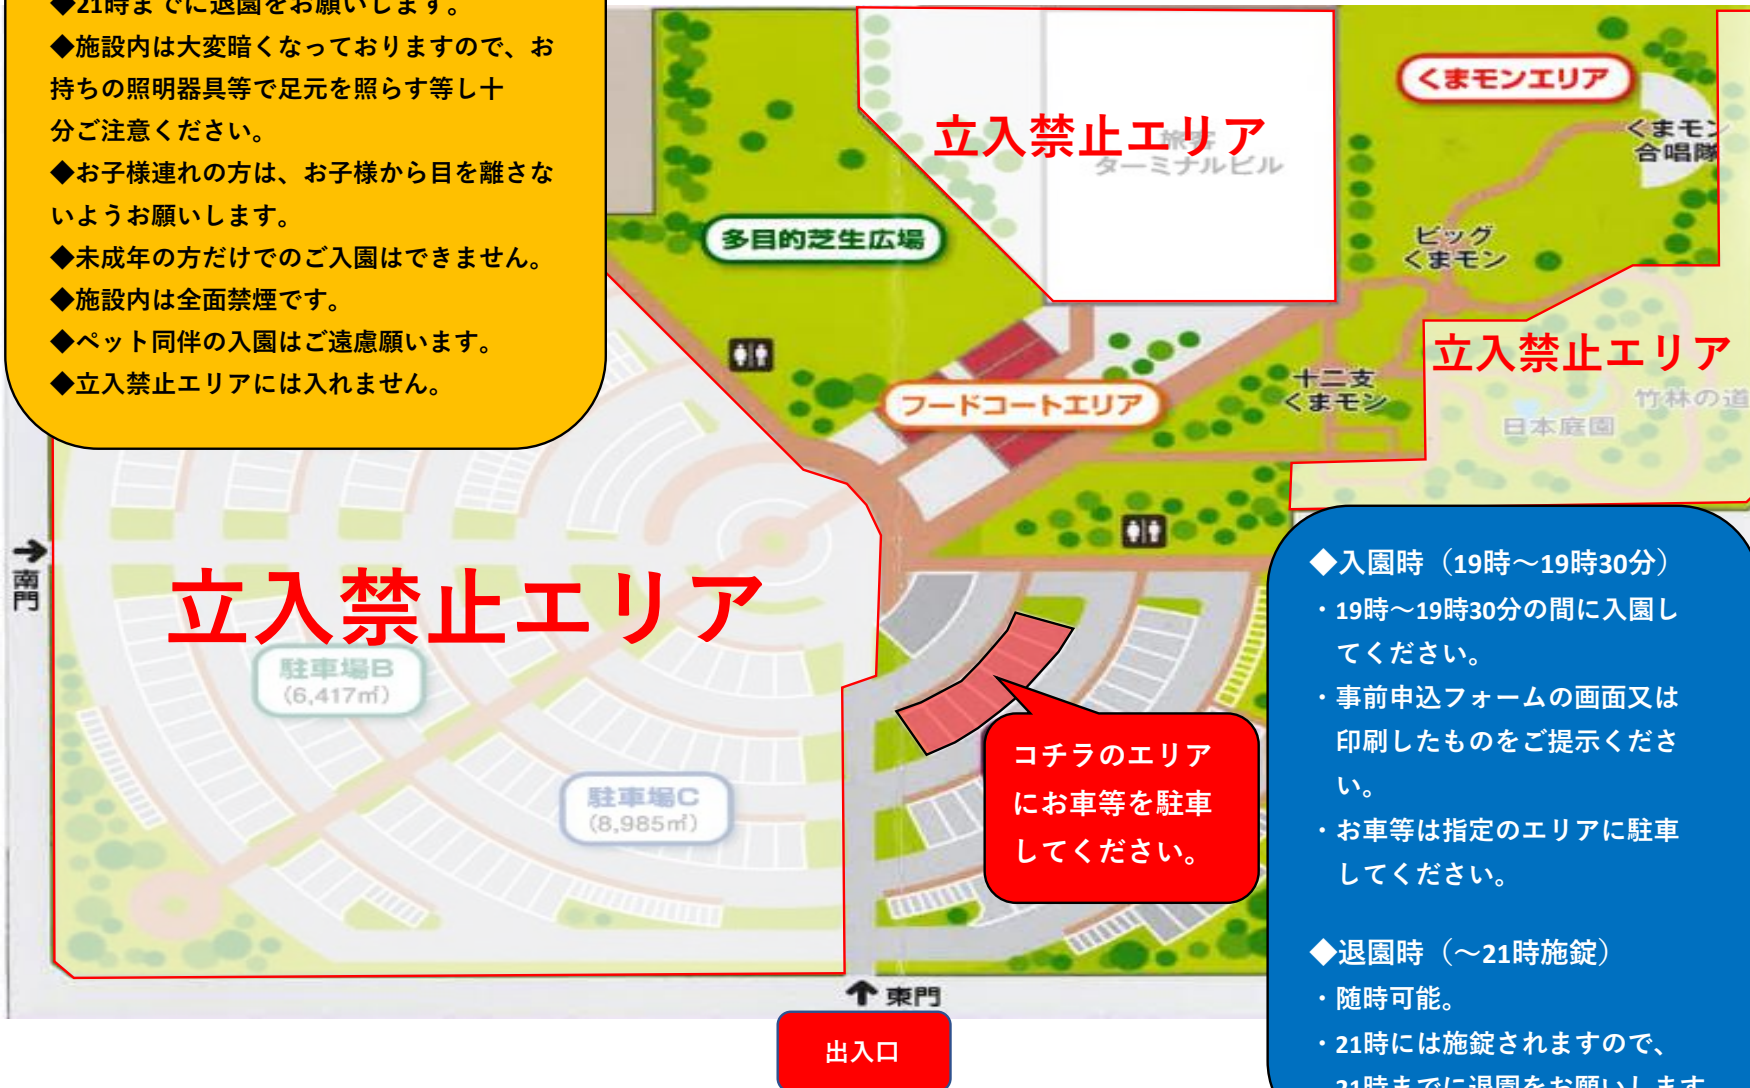 ◆21時までに退園をお願いします。
◆施設内は大変暗くなっておりますので、お
持ちの照明器具等で足元を照らす等し十
分ご注意ください。
◆お子様連れの方は、お子様から目を離さな
いようお願いします。
◆未成年の方だけでのご入園はできません。
◆施設内は全面禁煙です。
◆ペット同伴の入園はご遠慮願います。
◆立入禁止エリアには入れません。
立入禁止エリア
旅客
ターミナルビル
くまモンエリア
くまモン
合唱隊
多目的芝生広場
ビッグ
くまモン
立入禁止エリア
十二支
くまモン
フードコートエリア
竹林の道
日本庭園
→
南門
立入禁止エリア
駐車場B
(6,417㎡)
駐車場C
(8,985㎡)
コチラのエリア
にお車等を駐車
してください。
◆入園時（19時～19時30分）
・19時～19時30分の間に入園し
てください。
・事前申込フォームの画面又は
印刷したものをご提示くださ
い。
・お車等は指定のエリアに駐車
してください。
◆退園時（～21時施錠）
・随時可能。
・21時には施錠されますので、
21時までに退園をお願いします
↑東門
出入口